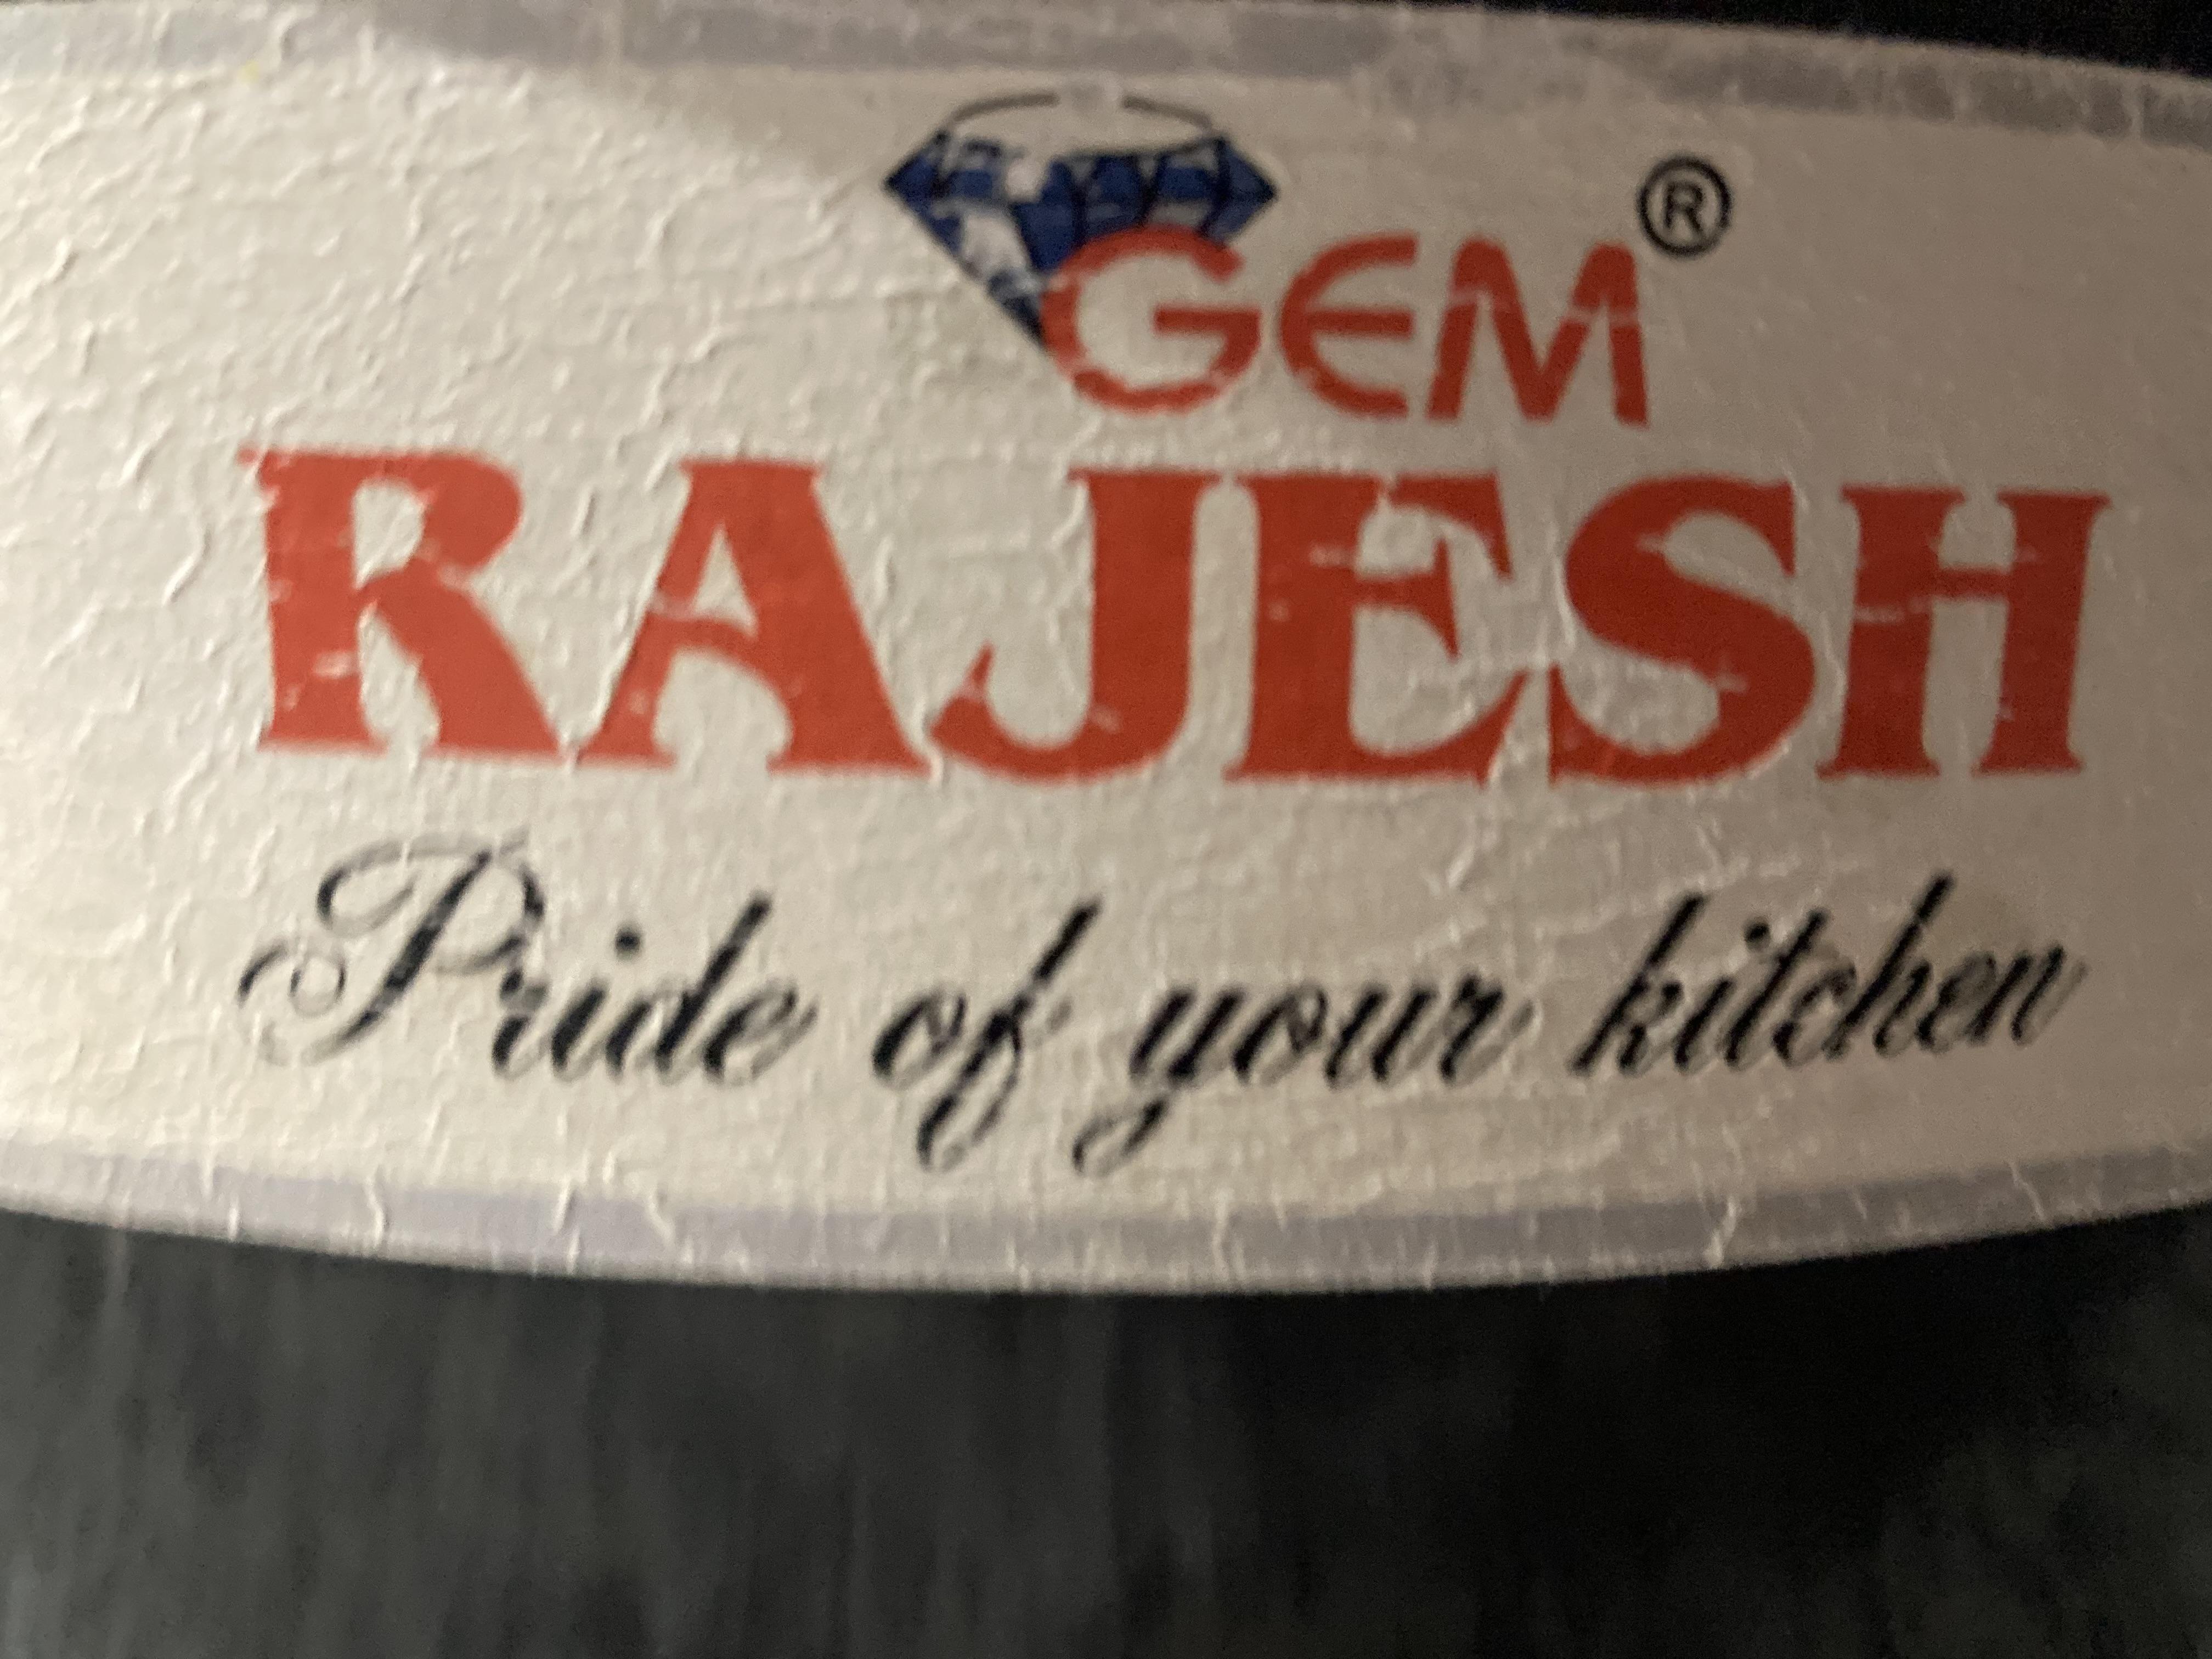 GEM ®
RAJESH
Pride of your kitchen